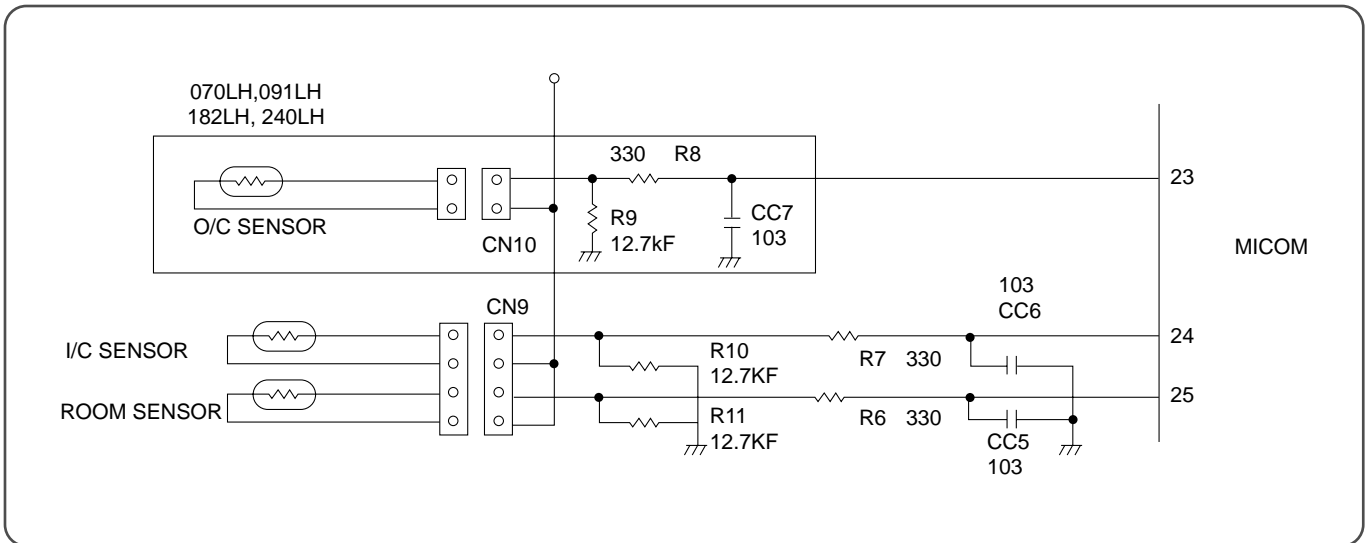 070LH,091LH
182LH, 240LH
330 R8
23
O/C SENSOR
R9
12.7kF
CC7
103
CN10
MICOM
103
CC6
CN9
I/C SENSOR
R10
12.7KF
R7 330
24
ROOM SENSOR
R11
12.7KF
R6 330
25
CC5
103